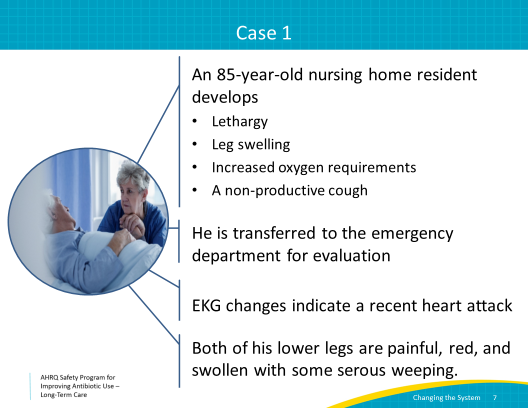 Case 1
An 85-year-old nursing home resident
develops
• Lethargy
• Leg swelling
• Increased oxygen requirements
• A non-productive cough
He is transferred to the emergency
department for evaluation
EKG changes indicate a recent heart attack
Both of his lower legs are painful, red, and
swollen with some serous weeping.
AHRQ Safety Program for
Improving Antibiotic Use –
Long-Term Care
Changing the System 7